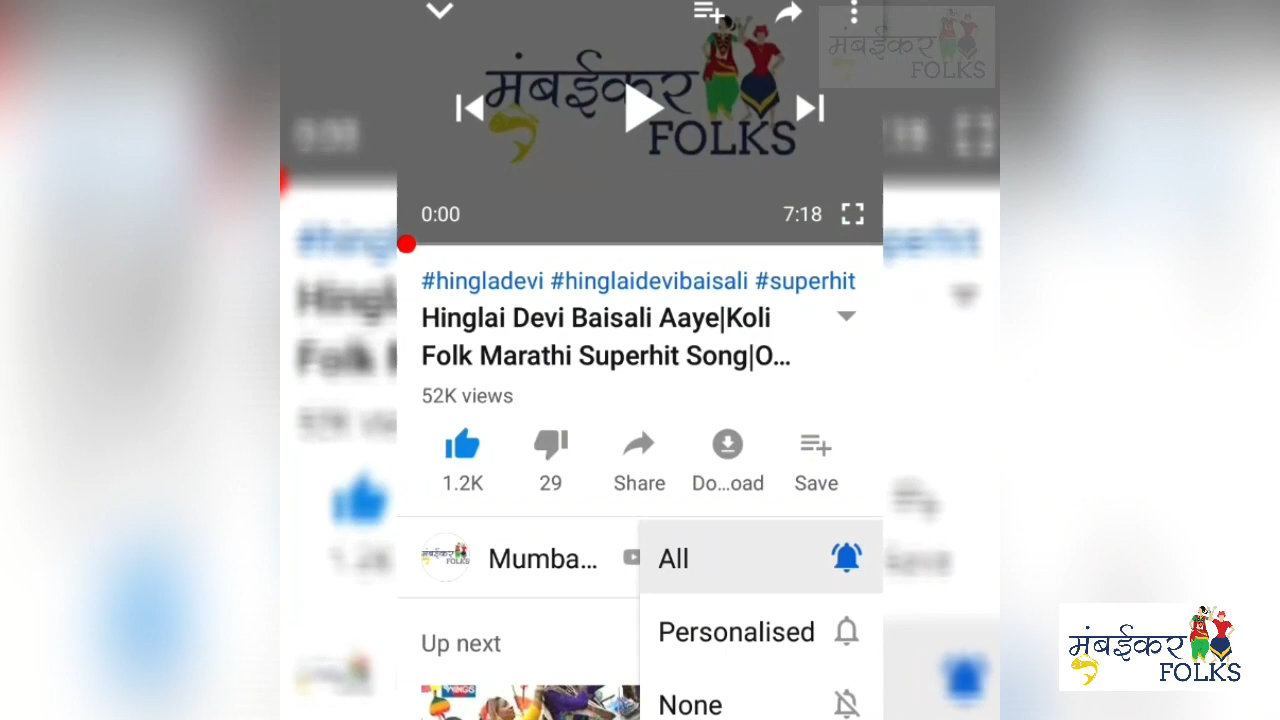 मुंबईकर
FOLKS
मुंबईकर
FOLKS
0:00
7:18
#hingladevi #hinglaidevibaisali #superhit
Hinglai Devi Baisali Aaye|Koli
Folk Marathi Superhit Song|O...
52K views
1.2K
29
Share
Do...oad
Save
Mumba...
All
Personalised
Up next
None
मुंबईकर
FOLKS